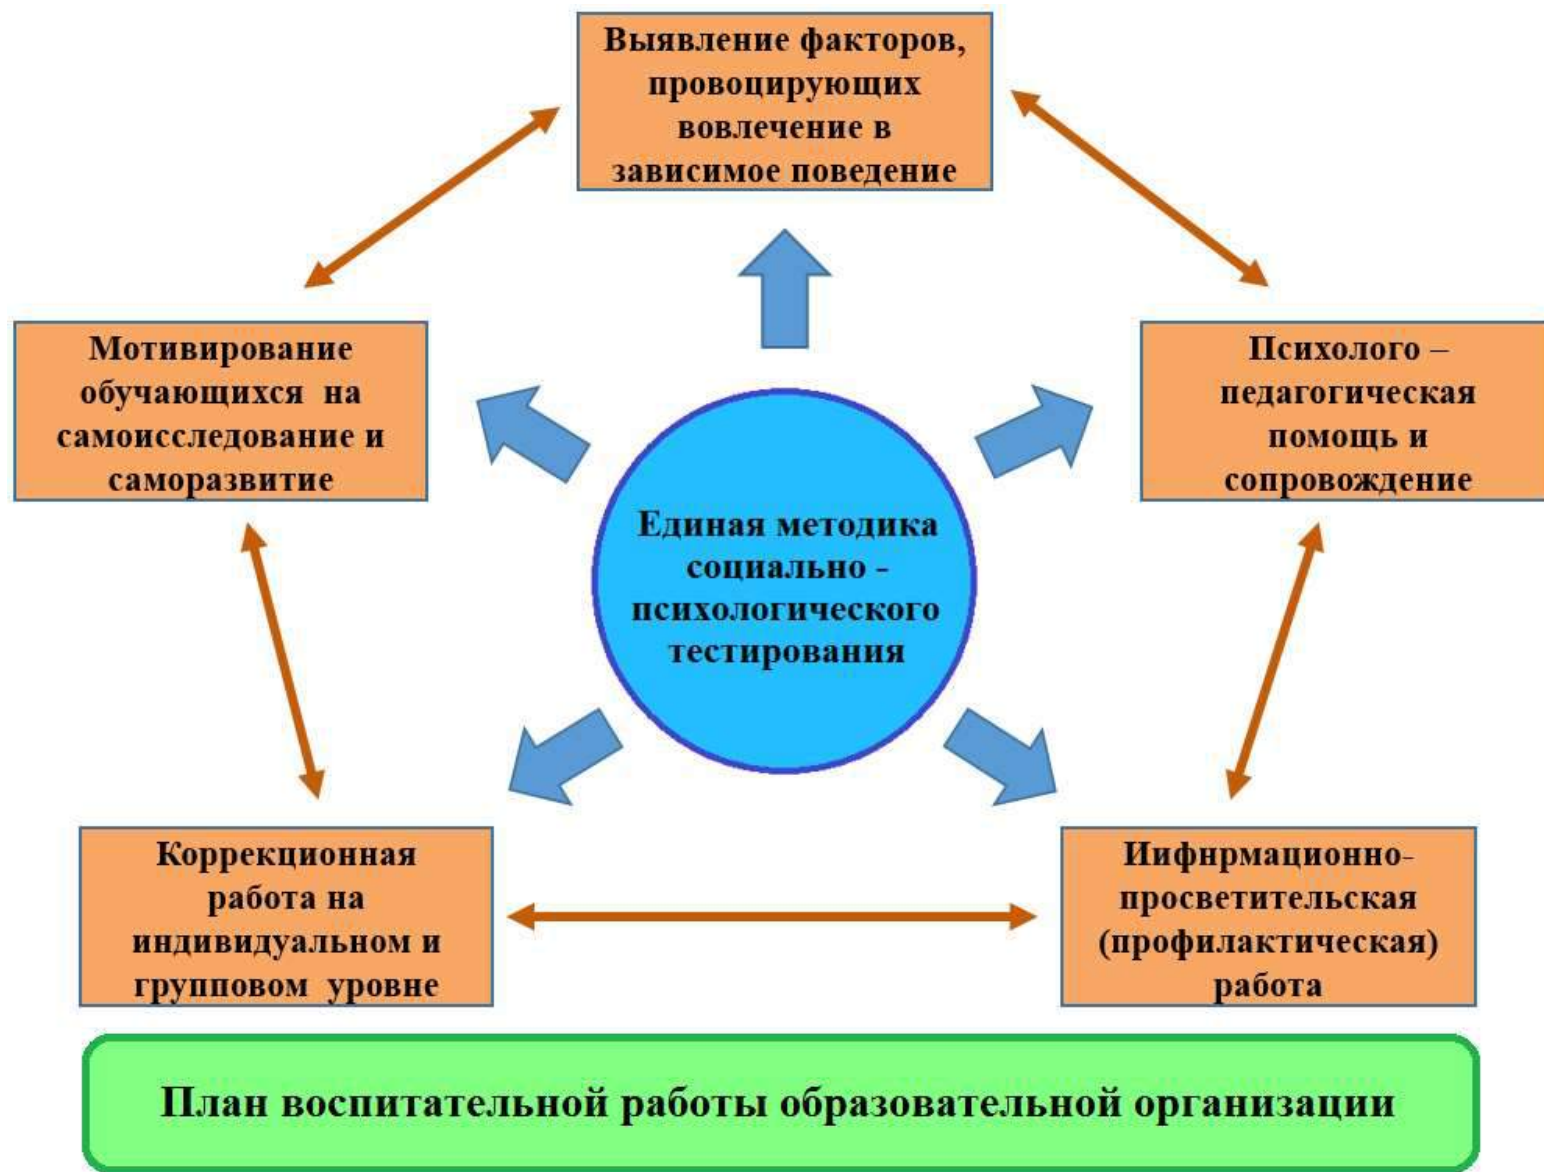 Выявление факторов,
провоцирующих
вовлечение в
зависимое поведение
Мотивирование
обучающихся на
самоисследование и
саморазвитие
Психолого –
педагогическая
помощь и
сопровождение
Единая методика
социально -
психологического
тестирования
Коррекционная
работа на
индивидуальном и
групповом уровне
Иифнрмационно-
просветительская
(профилактическая)
работа
План воспитательной работы образовательной организации